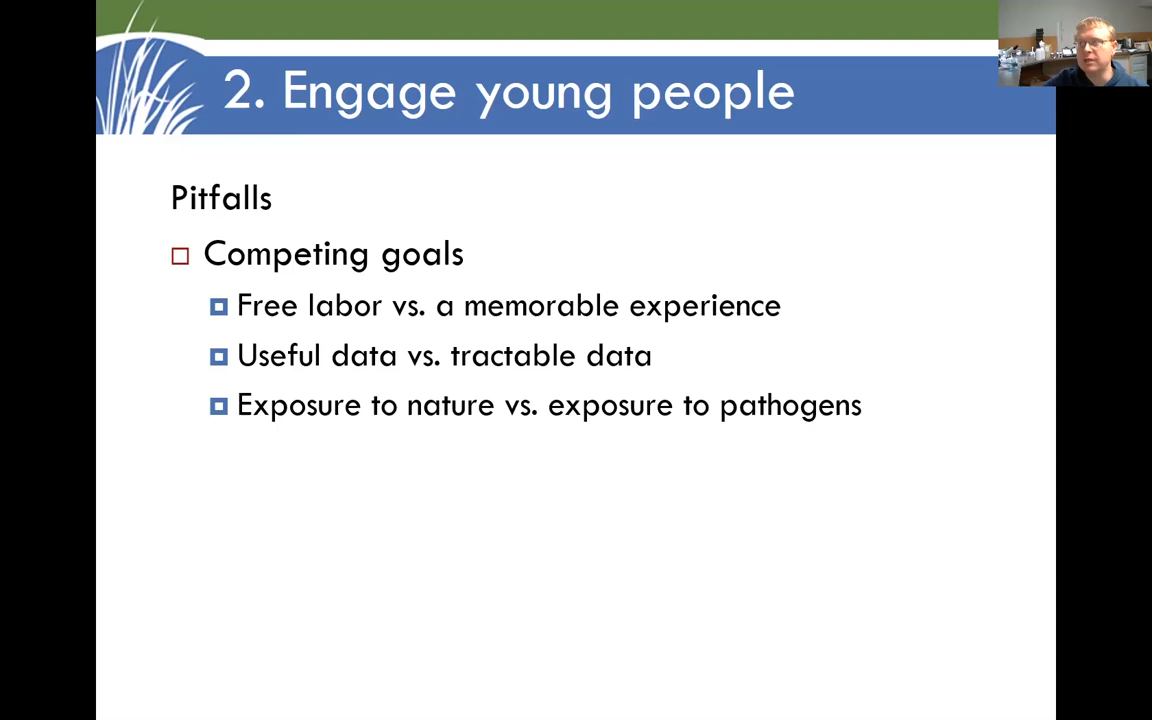 2. Engage young people
Pitfalls
Competing goals
Free labor vs. a memorable experience
Useful data vs. tractable data
Exposure to nature vs. exposure to pathogens